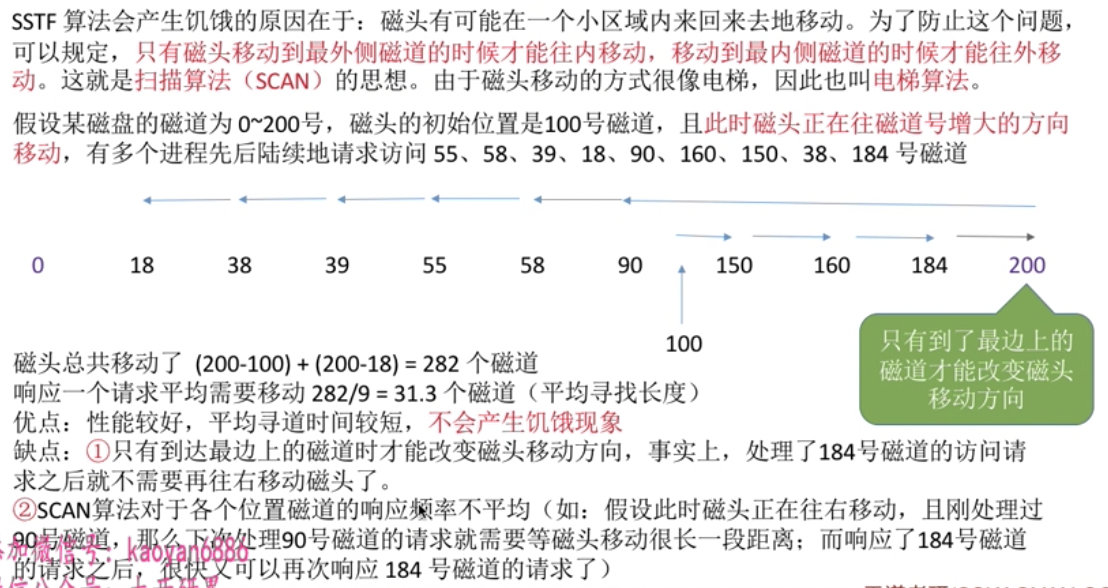 SSTF 算法会产生饥饿的原因在于：磁头有可能在一个小区域内来回来去地移动。为了防止这个问题，
可以规定，只有磁头移动到最外侧磁道的时候才能往内移动，移动到最内侧磁道的时候才能往外移
动。这就是扫描算法（SCAN）的思想。由于磁头移动的方式很像电梯，因此也叫电梯算法。
假设某磁盘的磁道为 0~200号，磁头的初始位置是100号磁道，且此时磁头正在往磁道号增大的方向
移动，有多个进程先后陆续地请求访问 55、58、39、18、90、160、150、38、184 号磁道
0 18 38 39 55 58 90 150 160 184 200
100
只有到了最边上的
磁道才能改变磁头
移动方向
磁头总共移动了 (200-100) + (200-18) = 282 个磁道
响应一个请求平均需要移动 282/9 = 31.3 个磁道（平均寻找长度）
优点：性能较好，平均寻道时间较短，不会产生饥饿现象
缺点：①只有到达最边上的磁道时才能改变磁头移动方向，事实上，处理了184号磁道的访问请
求之后就不需要再往右移动磁头了。
②SCAN算法对于各个位置磁道的响应频率不平均（如：假设此时磁头正在往右移动，且刚处理过
90号磁道，那么下次处理90号磁道的请求就需要等磁头移动很长一段距离；而响应了184号磁道
的请求之后，很快又可以再次响应 184 号磁道的请求了）